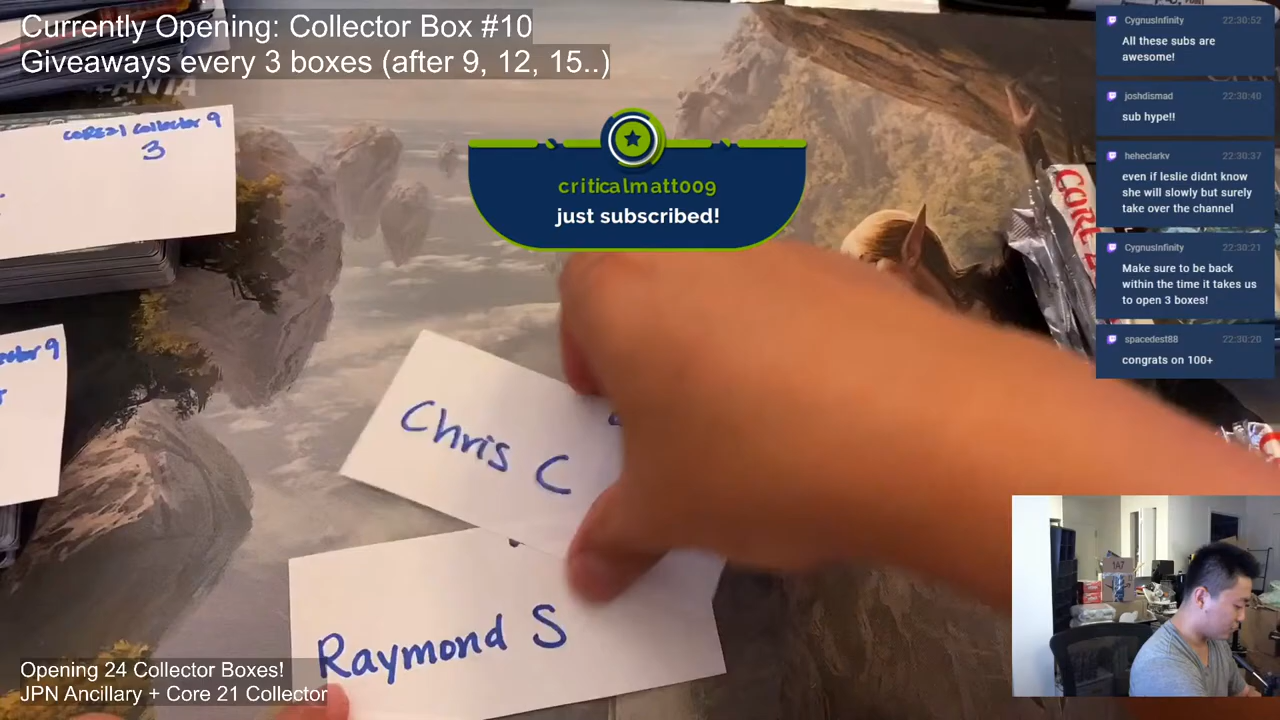 Currently Opening: Collector Box #10
Giveaways every 3 boxes (after 9, 12, 15..)
CORE21 Collector 9
3
criticalmatt009
just subscribed!
CygnusInfinity 22:30:52
All these subs are
awesome!
joshdismad 22:30:40
sub hype!!
heheclarkv 22:30:37
even if leslie didnt know
she will slowly but surely
take over the channel
CygnusInfinity 22:30:21
Make sure to be back
within the time it takes us
to open 3 boxes!
spacedest88 22:30:20
congrats on 100+
CORE
9
Chris C
Raymond S
1A7
Opening 24 Collector Boxes!
JPN Ancillary + Core 21 Collector